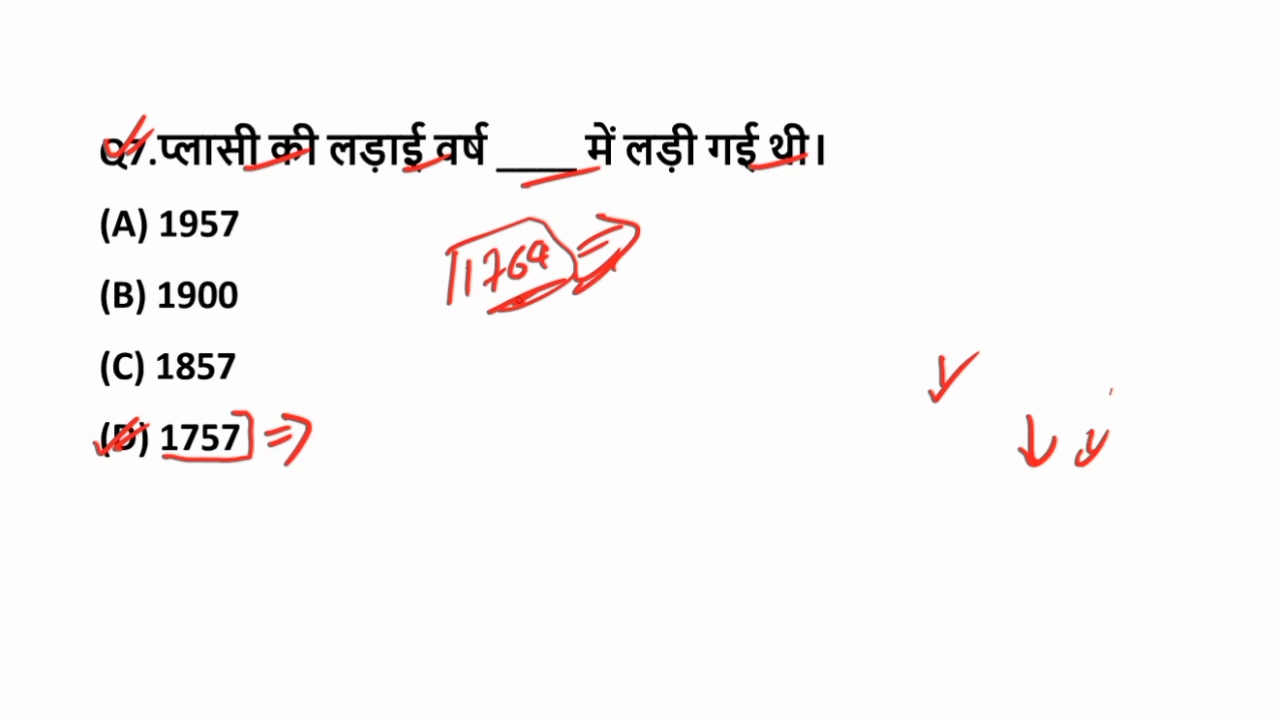 Q7.प्लासी की लड़ाई वर्ष ____ में लड़ी गई थी।
(A) 1957
1764
(B) 1900
(C) 1857
(D) 1757